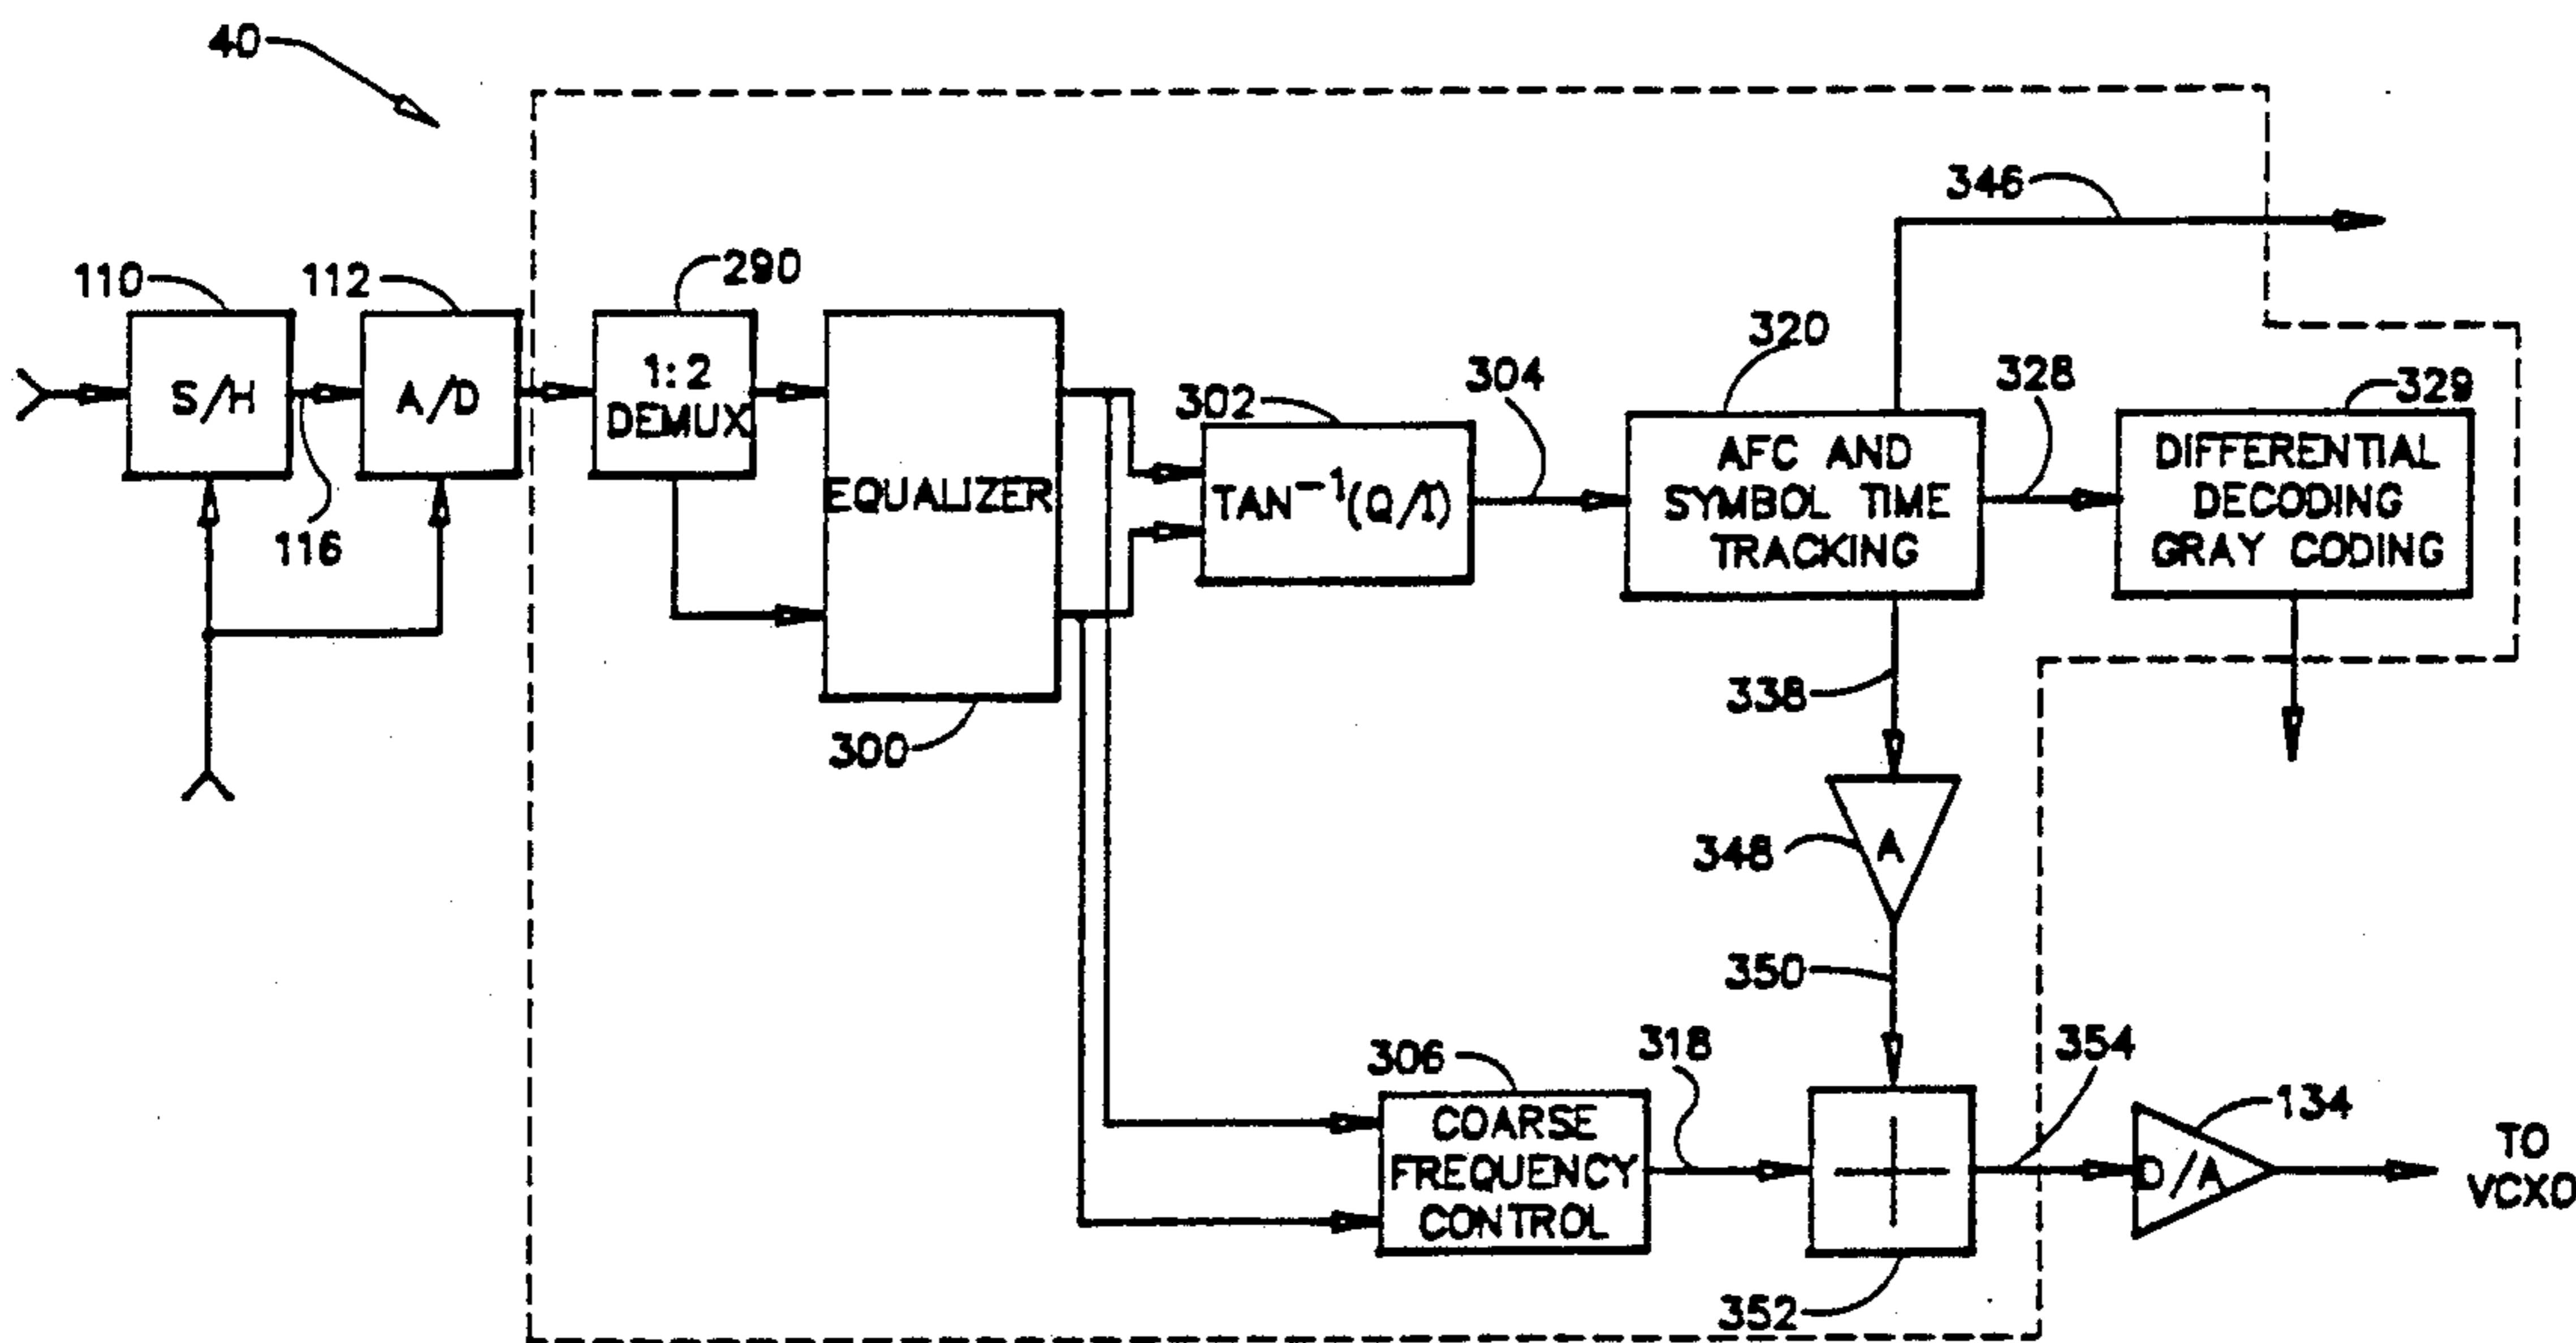 40
346
110
112
290
320
304
328
329
302
S/H
A/D
1:2
DEMUX
EQUALIZER
TAN⁻¹(Q/I)
AFC AND
SYMBOL TIME
TRACKING
DIFFERENTIAL
DECODING
GRAY CODING
116
300
338
348
A
350
306
318
354
134
COARSE
FREQUENCY
CONTROL
D/A
TO
VCXO
352